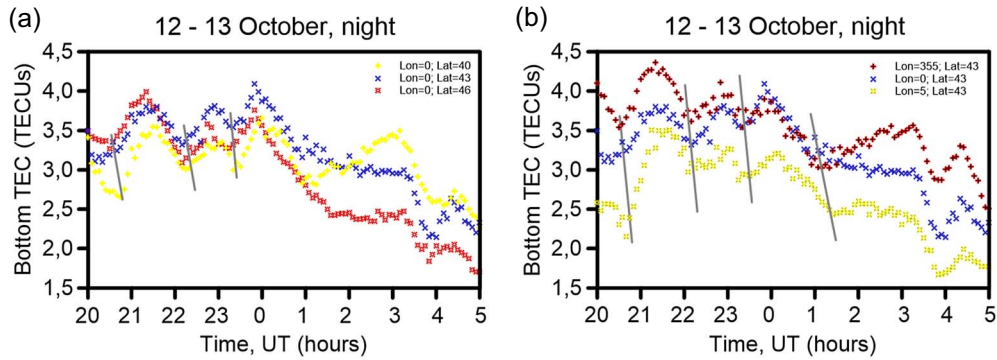 (a)
12 - 13 October, night
Bottom TEC (TECUs)
4,5
4,0
3,5
3,0
2,5
2,0
1,5
Lon=0; Lat=40
Lon=0; Lat=43
Lon=0; Lat=46
20 21 22 23 0 1 2 3 4 5
Time, UT (hours)
(b)
12 - 13 October, night
Bottom TEC (TECUs)
4,5
4,0
3,5
3,0
2,5
2,0
1,5
Lon=355; Lat=43
Lon=0; Lat=43
Lon=5; Lat=43
20 21 22 23 0 1 2 3 4 5
Time, UT (hours)